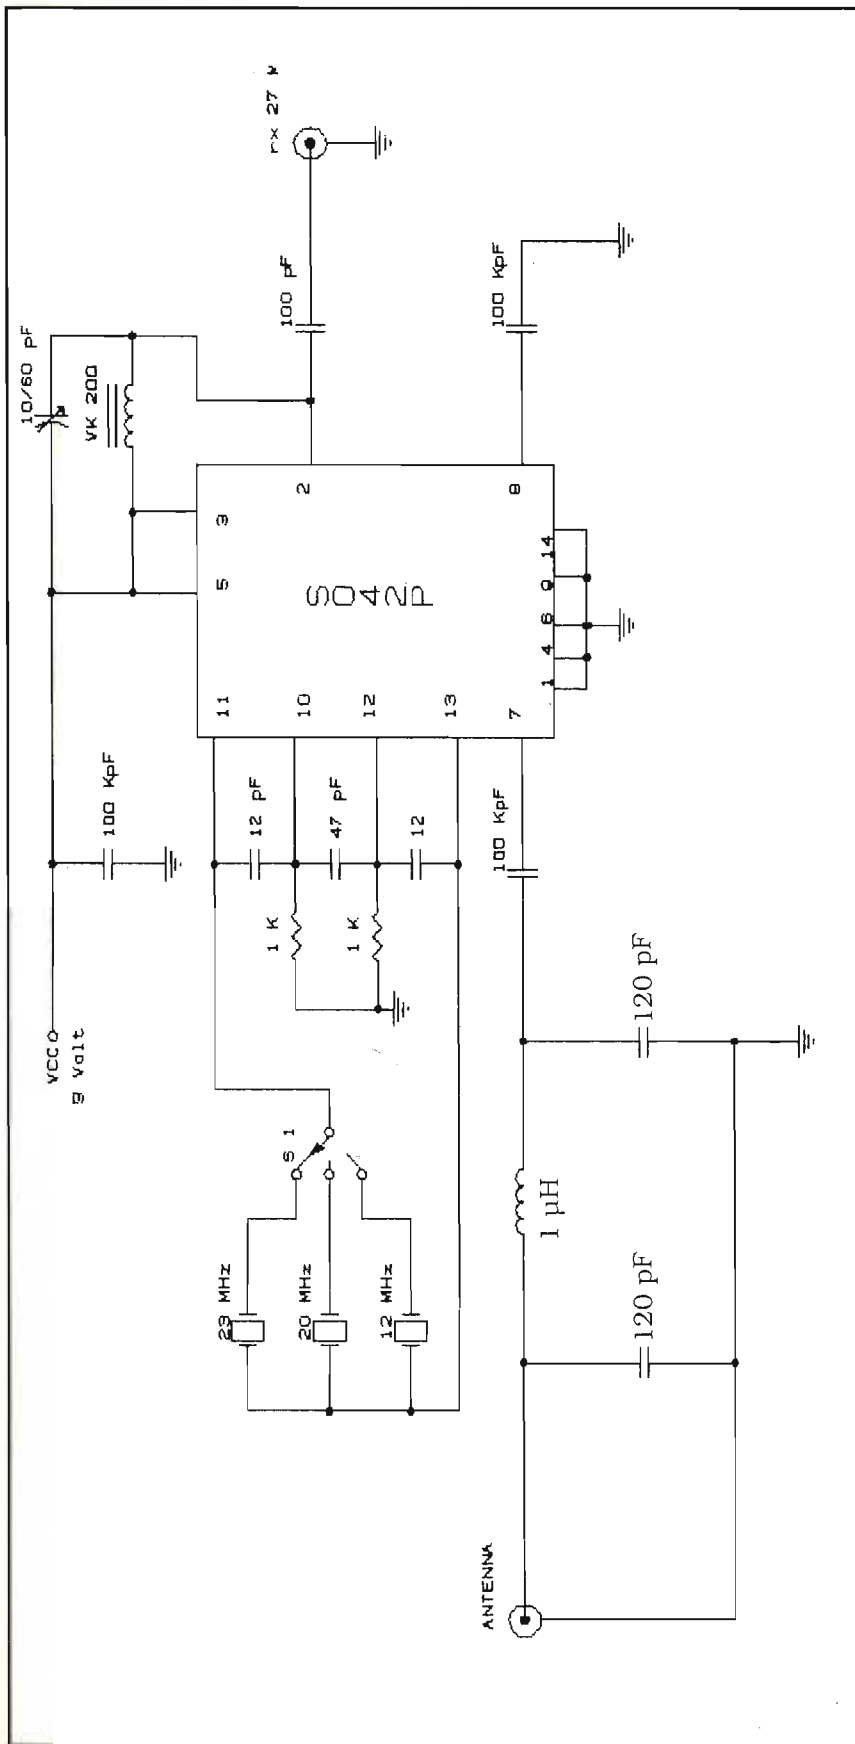 10/60 pF
VK 200
VCC
9 Volt
100 KpF
rx 27
100 pF
100 KpF
3
5
2
8
SO42P
11
10
12
13
7
1
4
6
9
14
12 pF
47 pF
12
1 K
1 K
S 1
23 MHz
20 MHz
12 MHz
100 KpF
120 pF
1 µH
120 pF
ANTENNA